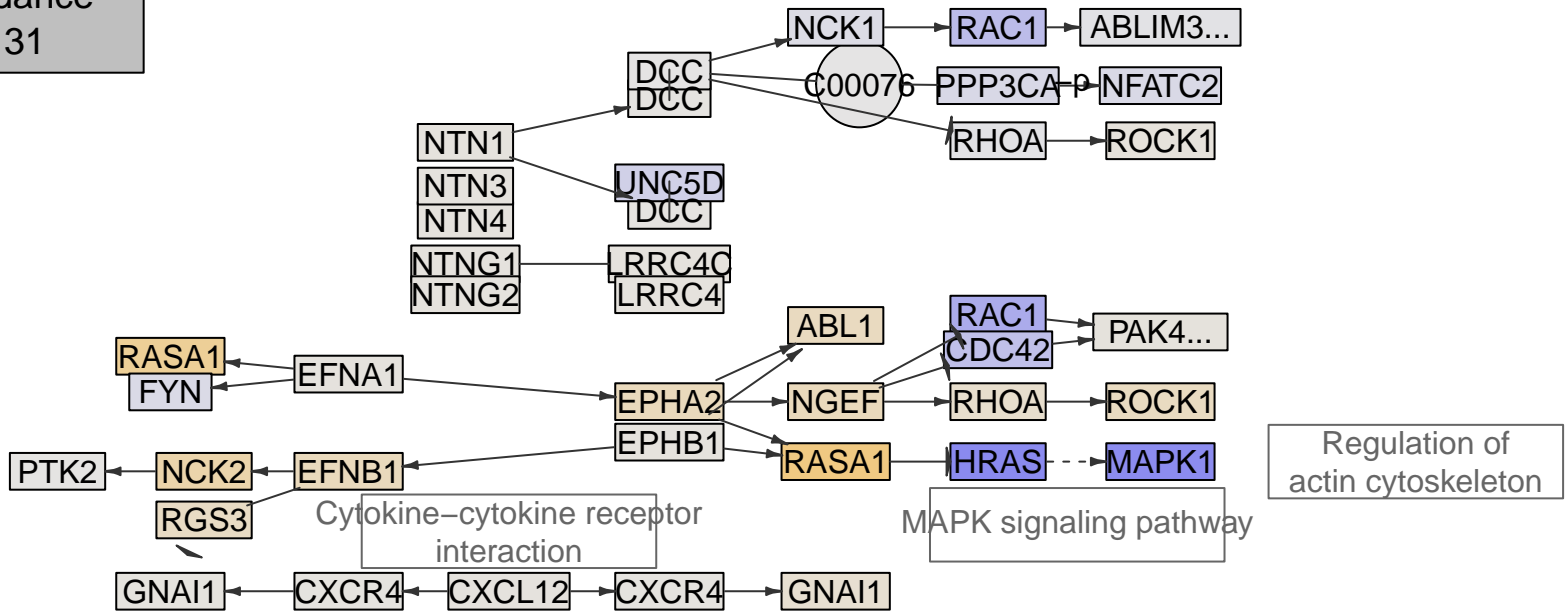 31
NCK1
RAC1
ABLIM3...
DCC
DCC
C00076
PPP3CA
p
NFATC2
RHOA
ROCK1
NTN1
NTN3
NTN4
UNC5D
DCC
NTNG1
NTNG2
LRRC4C
LRRC4
RASA1
FYN
EFNA1
ABL1
RAC1
CDC42
PAK4...
EPHA2
NGEF
RHOA
ROCK1
EPHB1
PTK2
NCK2
EFNB1
RASA1
HRAS
MAPK1
RGS3
Cytokine–cytokine receptor
interaction
MAPK signaling pathway
Regulation of
actin cytoskeleton
GNAI1
CXCR4
CXCL12
CXCR4
GNAI1